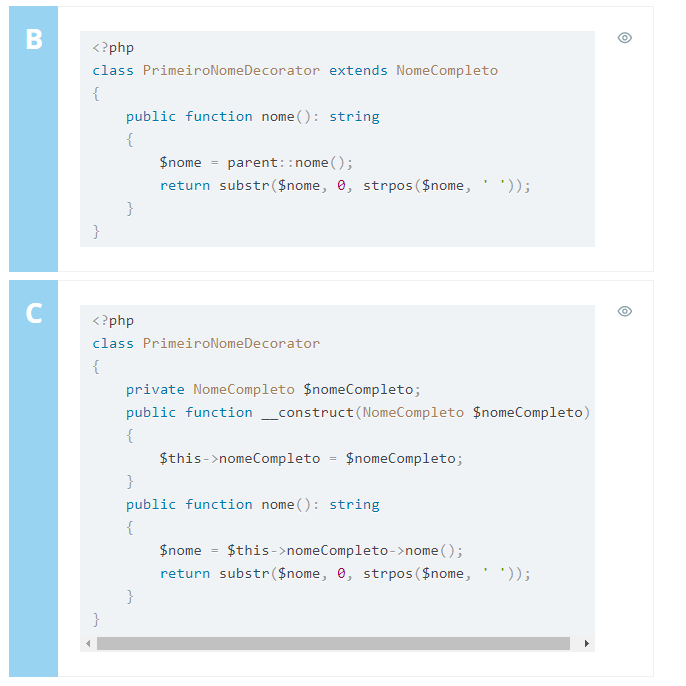 B
<?php
class PrimeiroNomeDecorator extends NomeCompleto
{
    public function nome(): string
    {
        $nome = parent::nome();
        return substr($nome, 0, strpos($nome, ' '));
    }
}
C
<?php
class PrimeiroNomeDecorator
{
    private NomeCompleto $nomeCompleto;
    public function __construct(NomeCompleto $nomeCompleto)
    {
        $this->nomeCompleto = $nomeCompleto;
    }
    public function nome(): string
    {
        $nome = $this->nomeCompleto->nome();
        return substr($nome, 0, strpos($nome, ' '));
    }
}